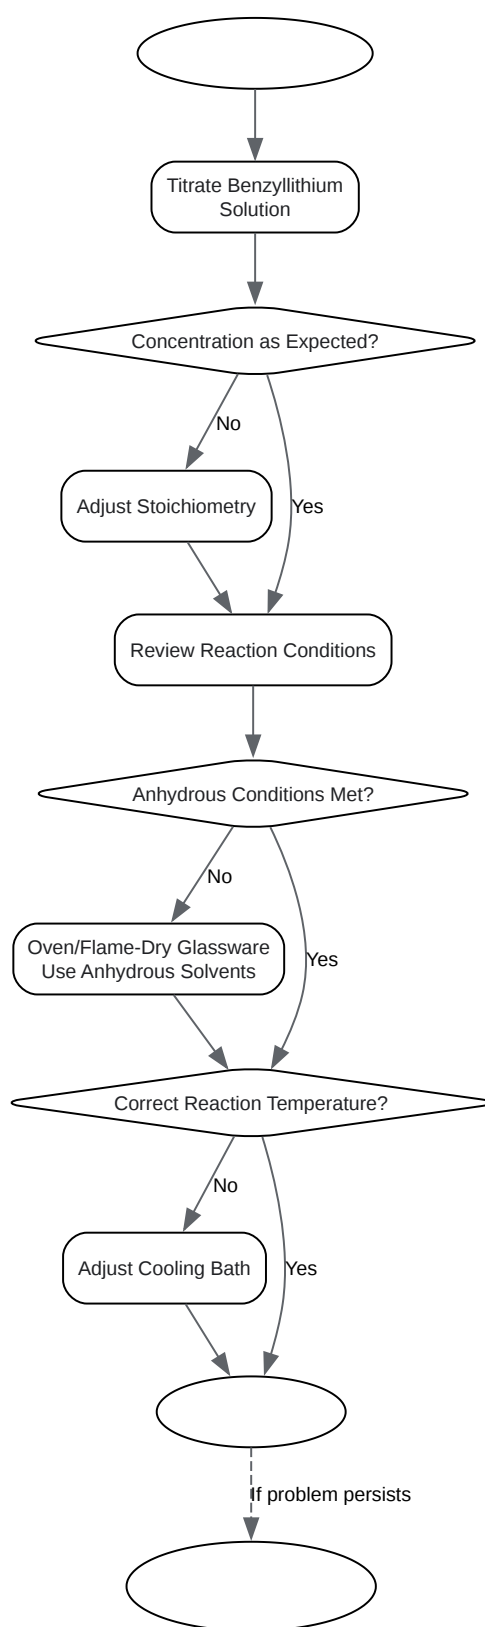 Titrate Benzyllithium
Solution
Concentration as Expected?
No
Adjust Stoichiometry
Yes
Review Reaction Conditions
Anhydrous Conditions Met?
No
Oven/Flame-Dry Glassware
Use Anhydrous Solvents
Yes
Correct Reaction Temperature?
No
Adjust Cooling Bath
Yes
If problem persists